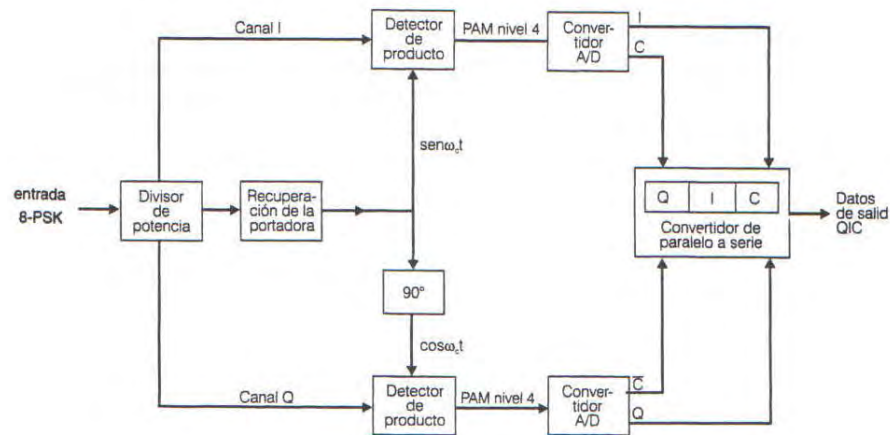 Canal I
Detector
de
producto
PAM nivel 4
Conver-
tidor
A/D
I
C
senω_ct
entrada
8-PSK
Divisor
de
potencia
Recupera-
ción de la
portadora
Q I C
Convertidor de
paralelo a serie
Datos
de salid
QIC
90°
cosω_ct
Canal Q
Detector
de
producto
PAM nivel 4
Conver-
tidor
A/D
C̅
Q